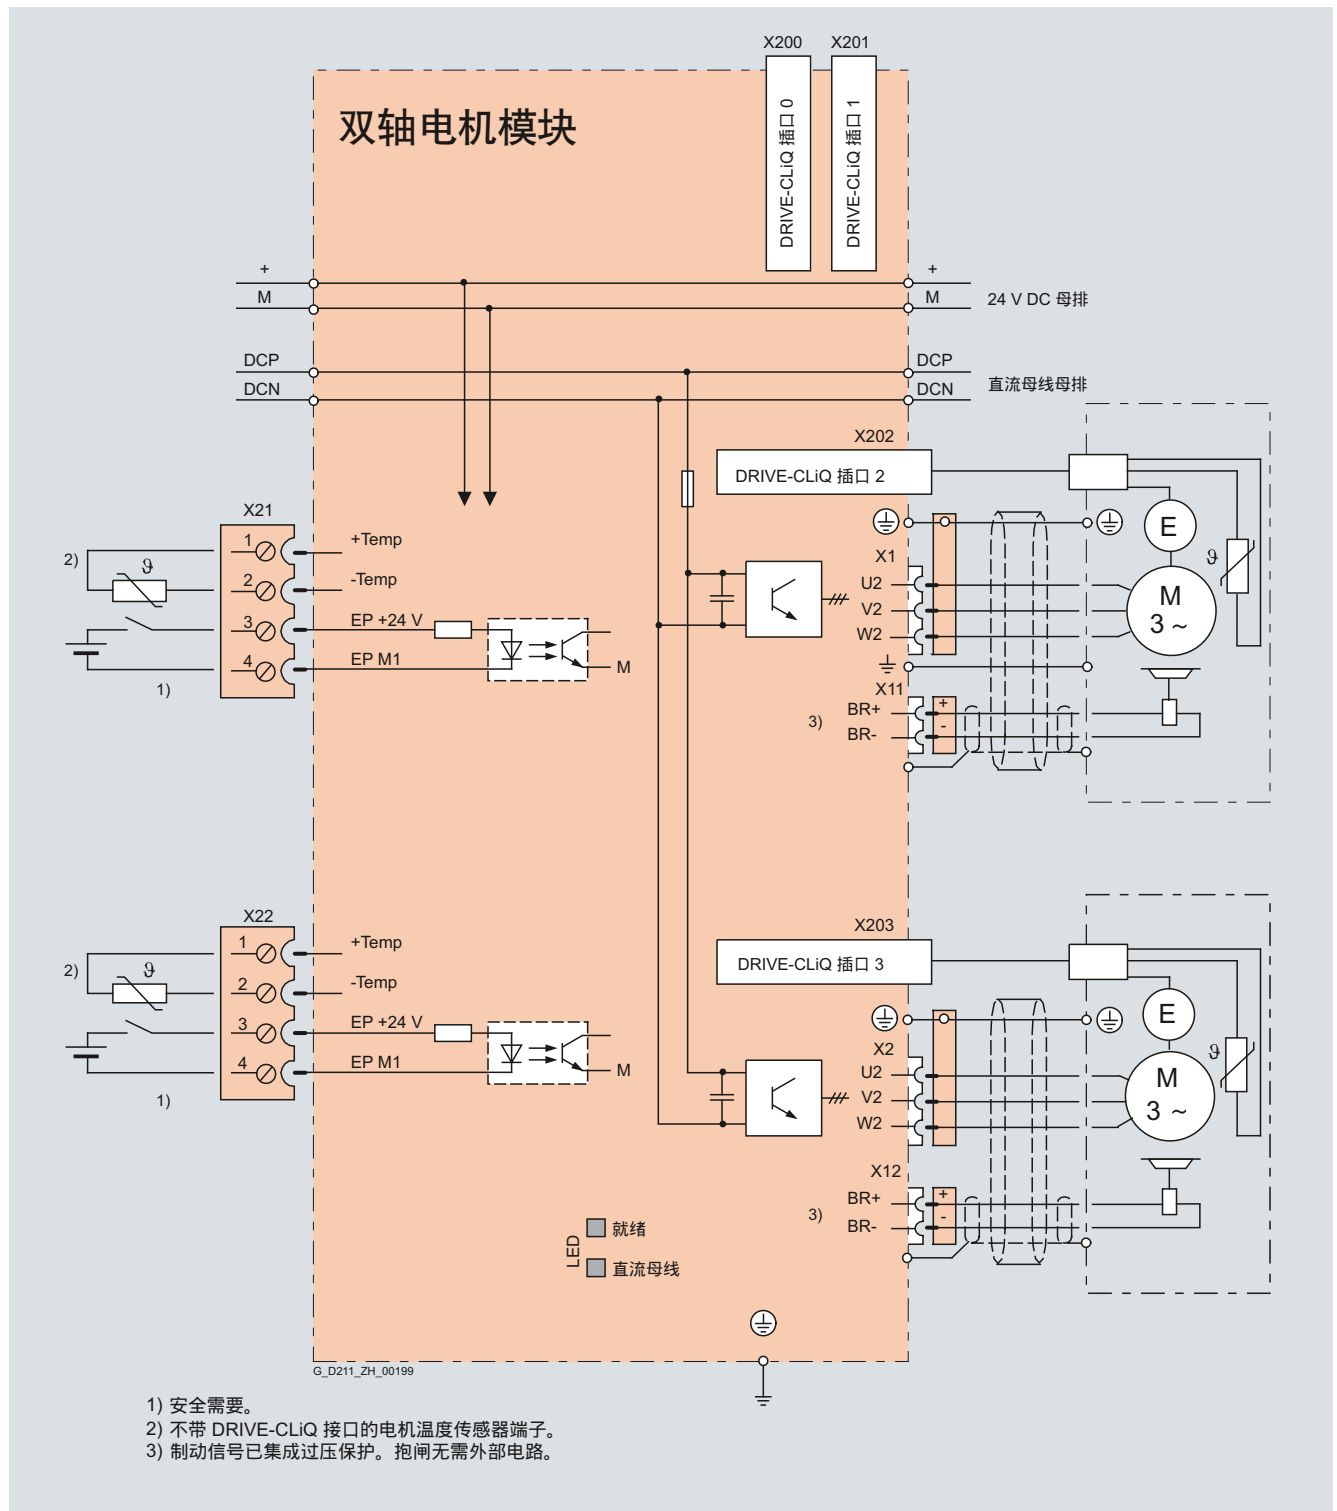 X200 X201
DRIVE-CLiQ 插口 0
DRIVE-CLiQ 插口 1
双轴电机模块
+ +
M M 24 V DC 母排
DCP DCP
DCN DCN 直流母线母排
X202
DRIVE-CLiQ 插口 2
X21
2) ϑ
1 +Temp
2 -Temp
3 EP +24 V
4 EP M1
M
1)
E
X1
U2
V2
W2
M
3 ~
ϑ
X11
3) BR+ +
BR- -
X22
2) ϑ
1 +Temp
2 -Temp
3 EP +24 V
4 EP M1
M
1)
X203
DRIVE-CLiQ 插口 3
E
X2
U2
V2
W2
M
3 ~
ϑ
X12
3) BR+ +
BR- -
LED
就绪
直流母线
G_D211_ZH_00199
1) 安全需要。
2) 不带 DRIVE-CLiQ 接口的电机温度传感器端子。
3) 制动信号已集成过压保护。抱闸无需外部电路。